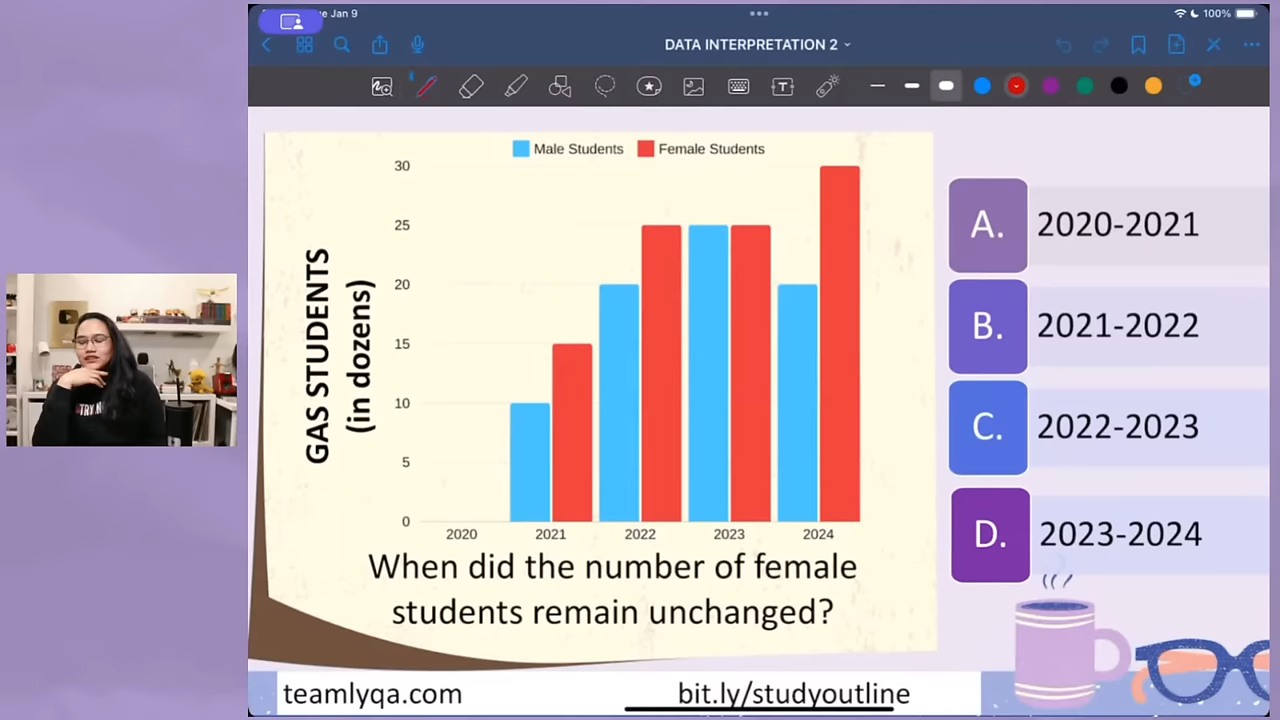 Jan 9
100%
DATA INTERPRETATION 2
T
Male Students Female Students
GAS STUDENTS
(in dozens)
30
25
20
15
10
5
0
2020 2021 2022 2023 2024
When did the number of female
students remain unchanged?
A. 2020-2021
B. 2021-2022
C. 2022-2023
D. 2023-2024
teamlyqa.com
bit.ly/studyoutline